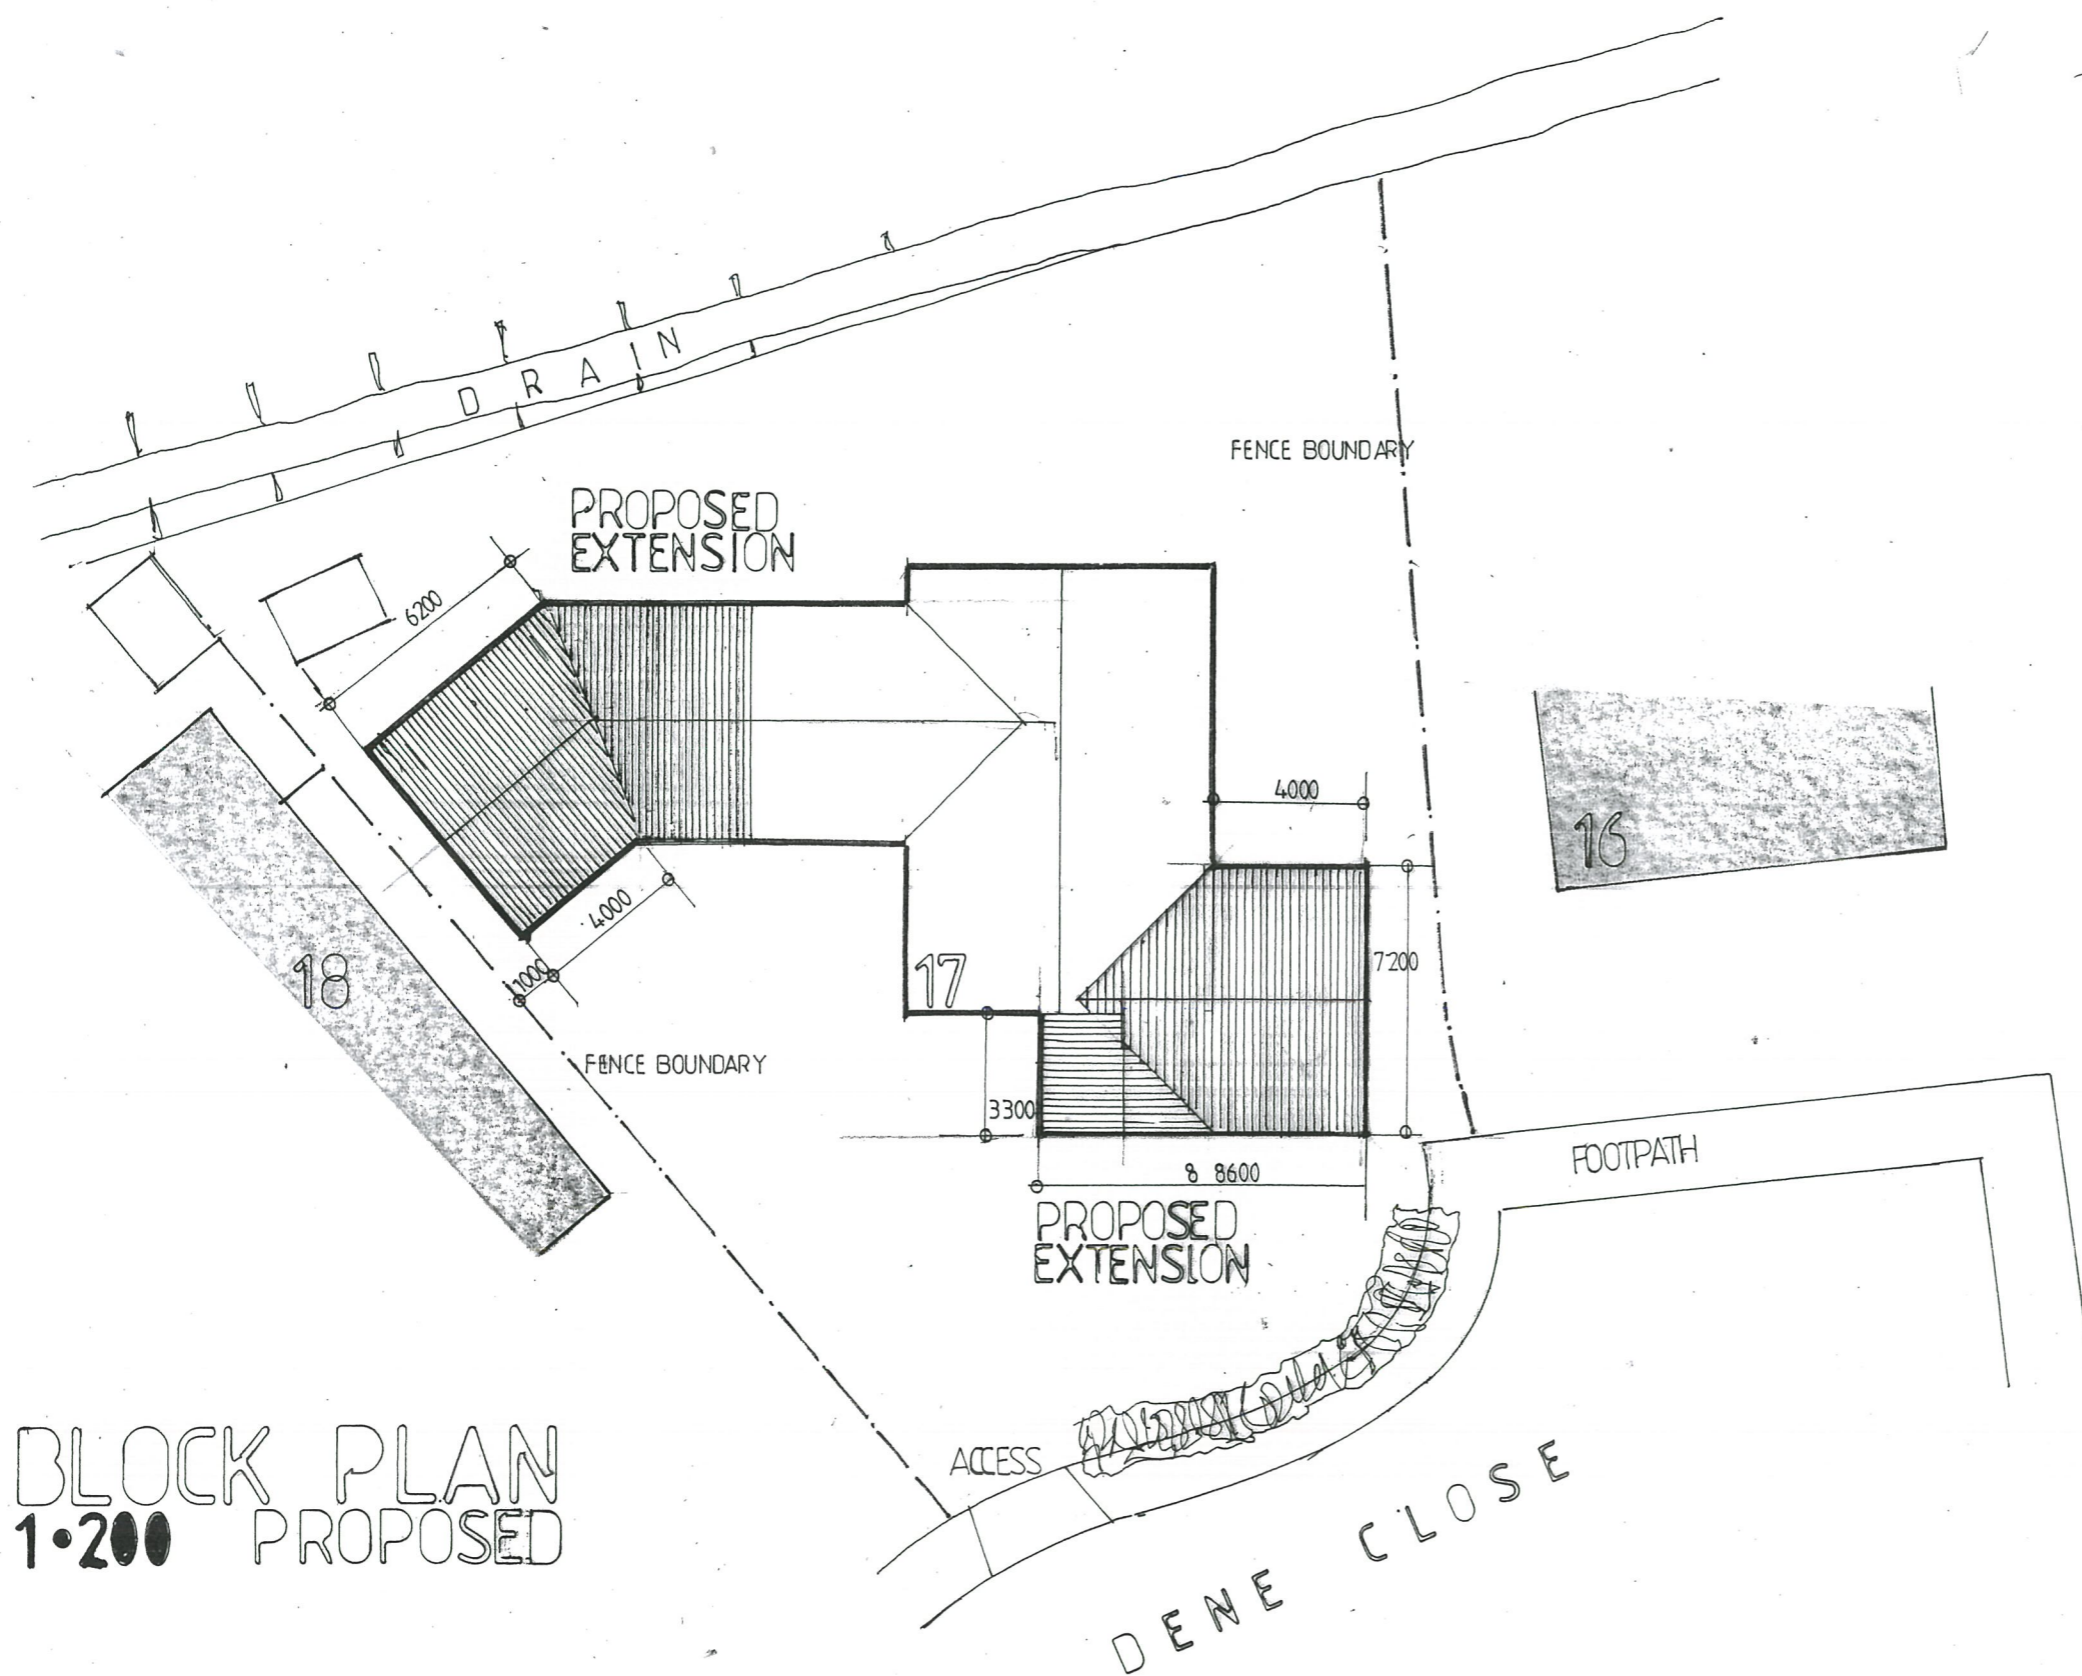 DRAIN
FENCE BOUNDARY
PROPOSED
EXTENSION
6200
4000
16
4000
7200
17
18
1000
FENCE BOUNDARY
3300
8 8600
FOOTPATH
PROPOSED
EXTENSION
ACCESS
BLOCK PLAN
1•200 PROPOSED
DENE CLOSE